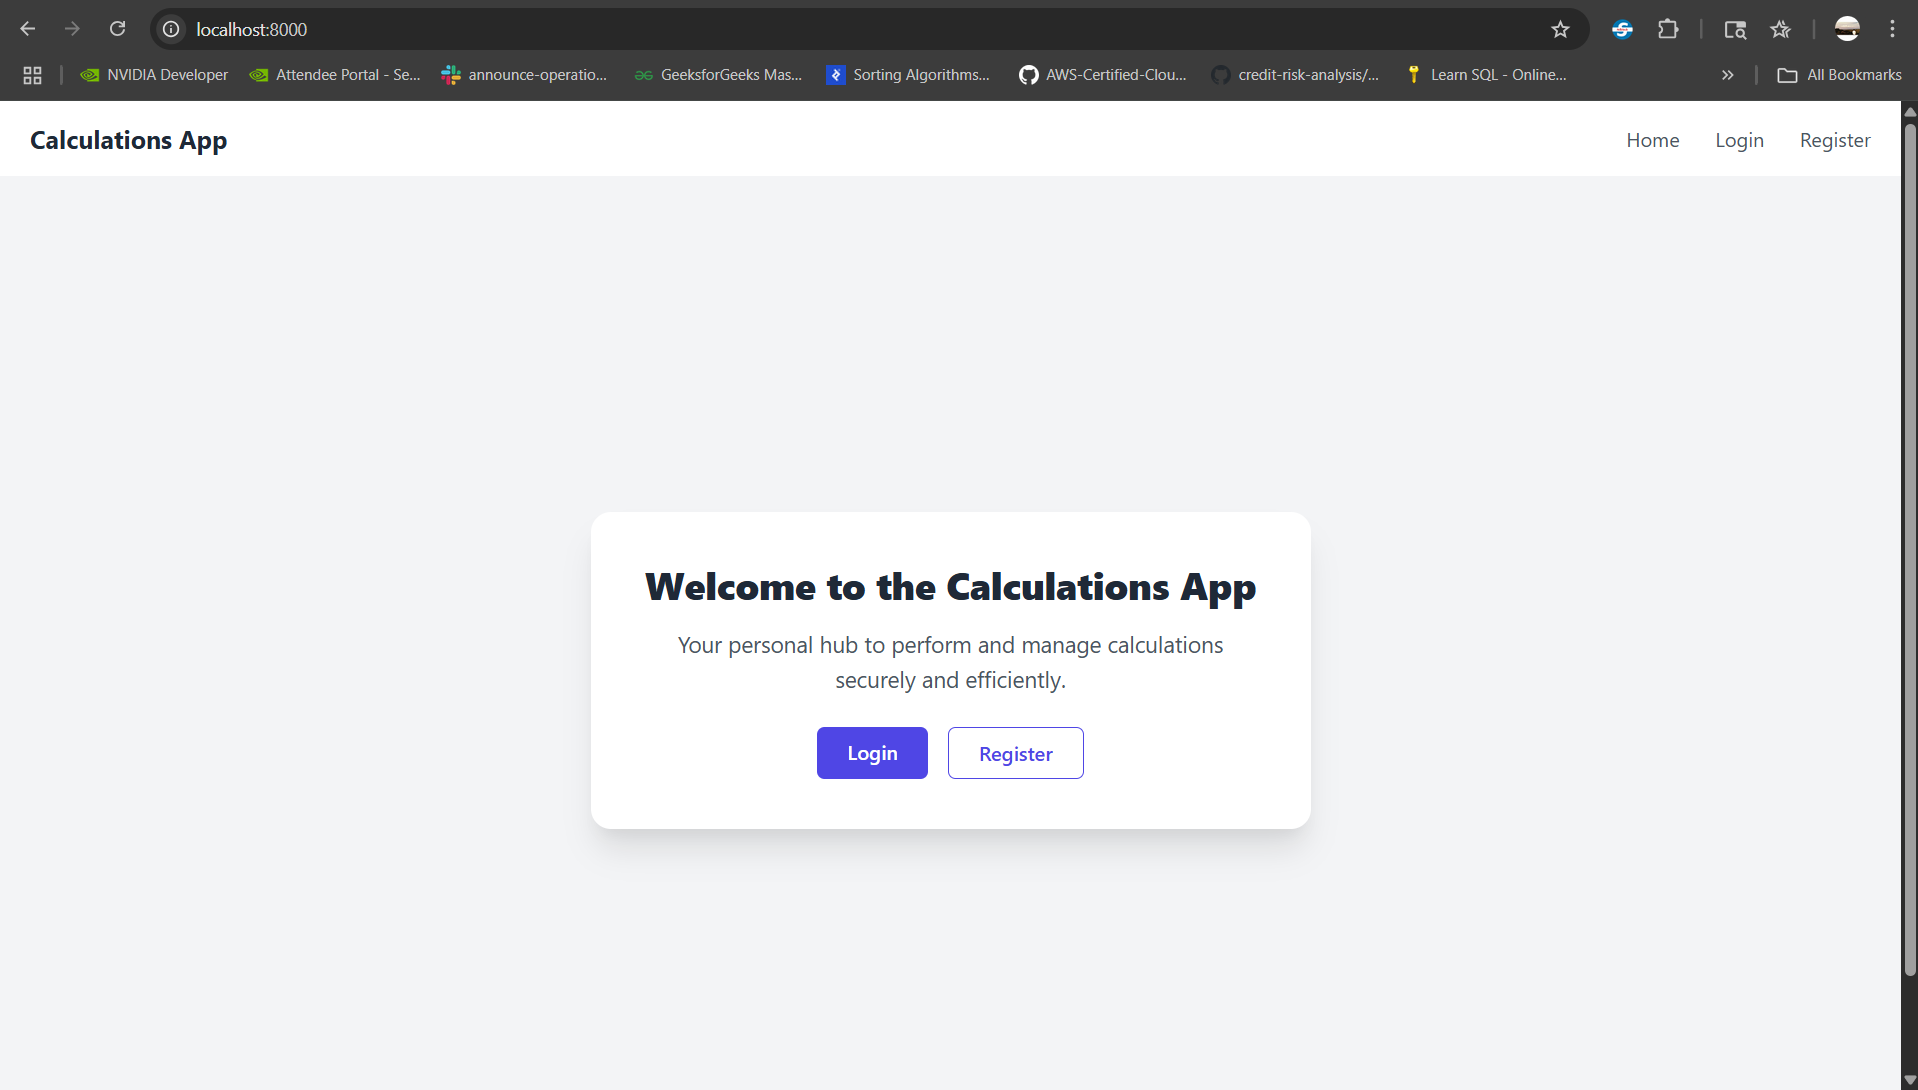 localhost:8000
NVIDIA Developer
Attendee Portal - Se...
announce-operatio...
GeeksforGeeks Mas...
Sorting Algorithms...
AWS-Certified-Clou...
credit-risk-analysis/...
Learn SQL - Online...
All Bookmarks
Calculations App
Home
Login
Register
Welcome to the Calculations App
Your personal hub to perform and manage calculations
securely and efficiently.
Login
Register